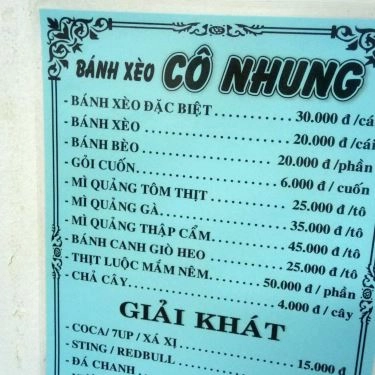 BÁNH XÈO CÔ NHUNG
- BÁNH XÈO ĐẶC BIỆT 30.000 đ /cá
- BÁNH XÈO 20.000 đ /cái
- BÁNH BÈO 20.000 đ /phần
- GỎI CUỐN 6.000 đ / cuốn
- MÌ QUẢNG TÔM THỊT 25.000 đ /tô
- MÌ QUẢNG GÀ 35.000 đ /tô
- MÌ QUẢNG THẬP CẨM 45.000 đ /tô
- BÁNH CANH GIÒ HEO 25.000 đ /tô
- THỊT LUỘC MẮM NÊM 50.000 đ / phần
- CHẢ CÂY 4.000 đ / cây
GIẢI KHÁT
- COCA/ 7UP / XÁ XỊ
- STING / REDBULL 15.000 đ
- ĐÁ CHANH